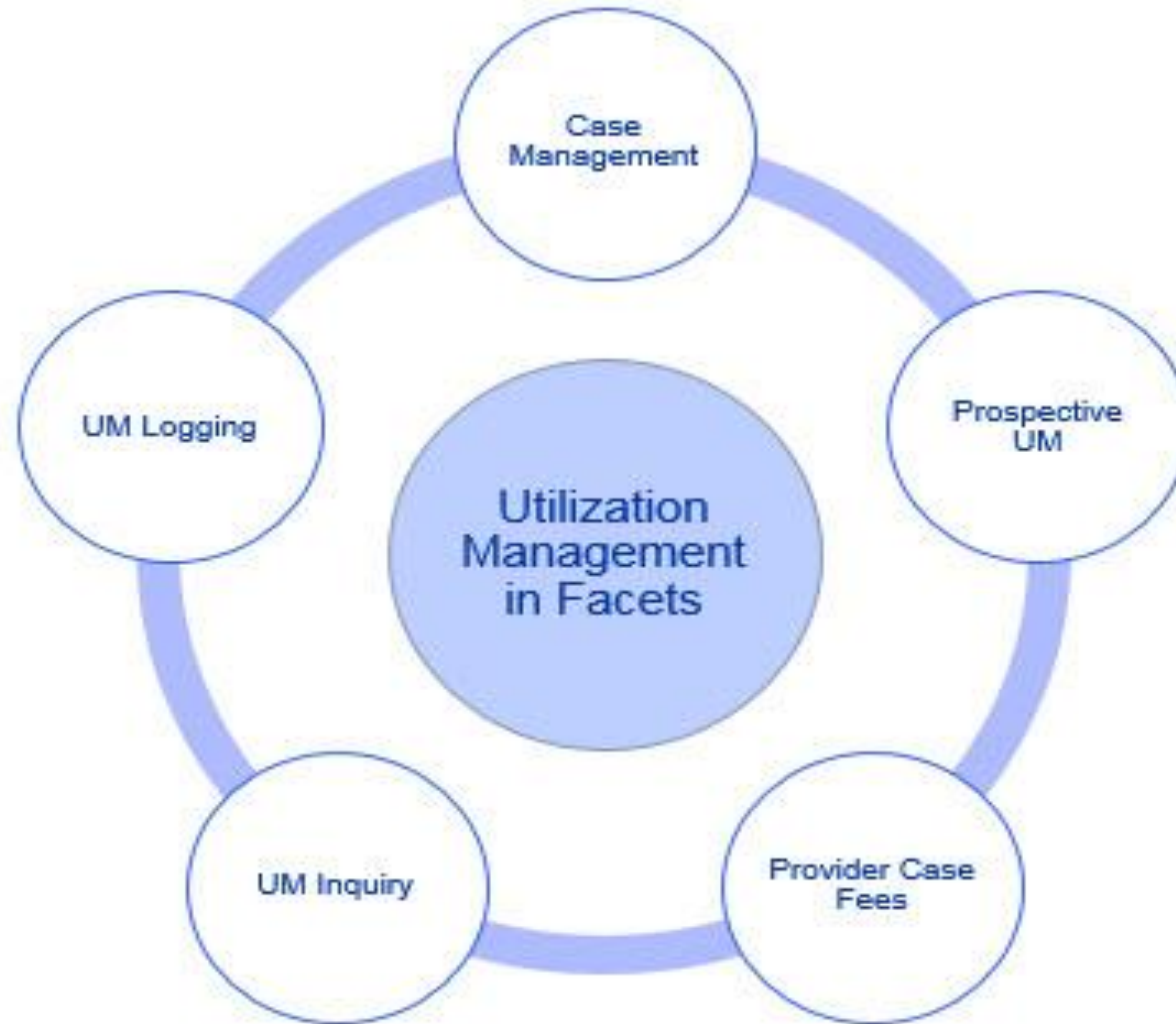 Case
Management
Prospective
UM
Provider Case
Fees
UM Inquiry
UM Logging
Utilization
Management
in Facets